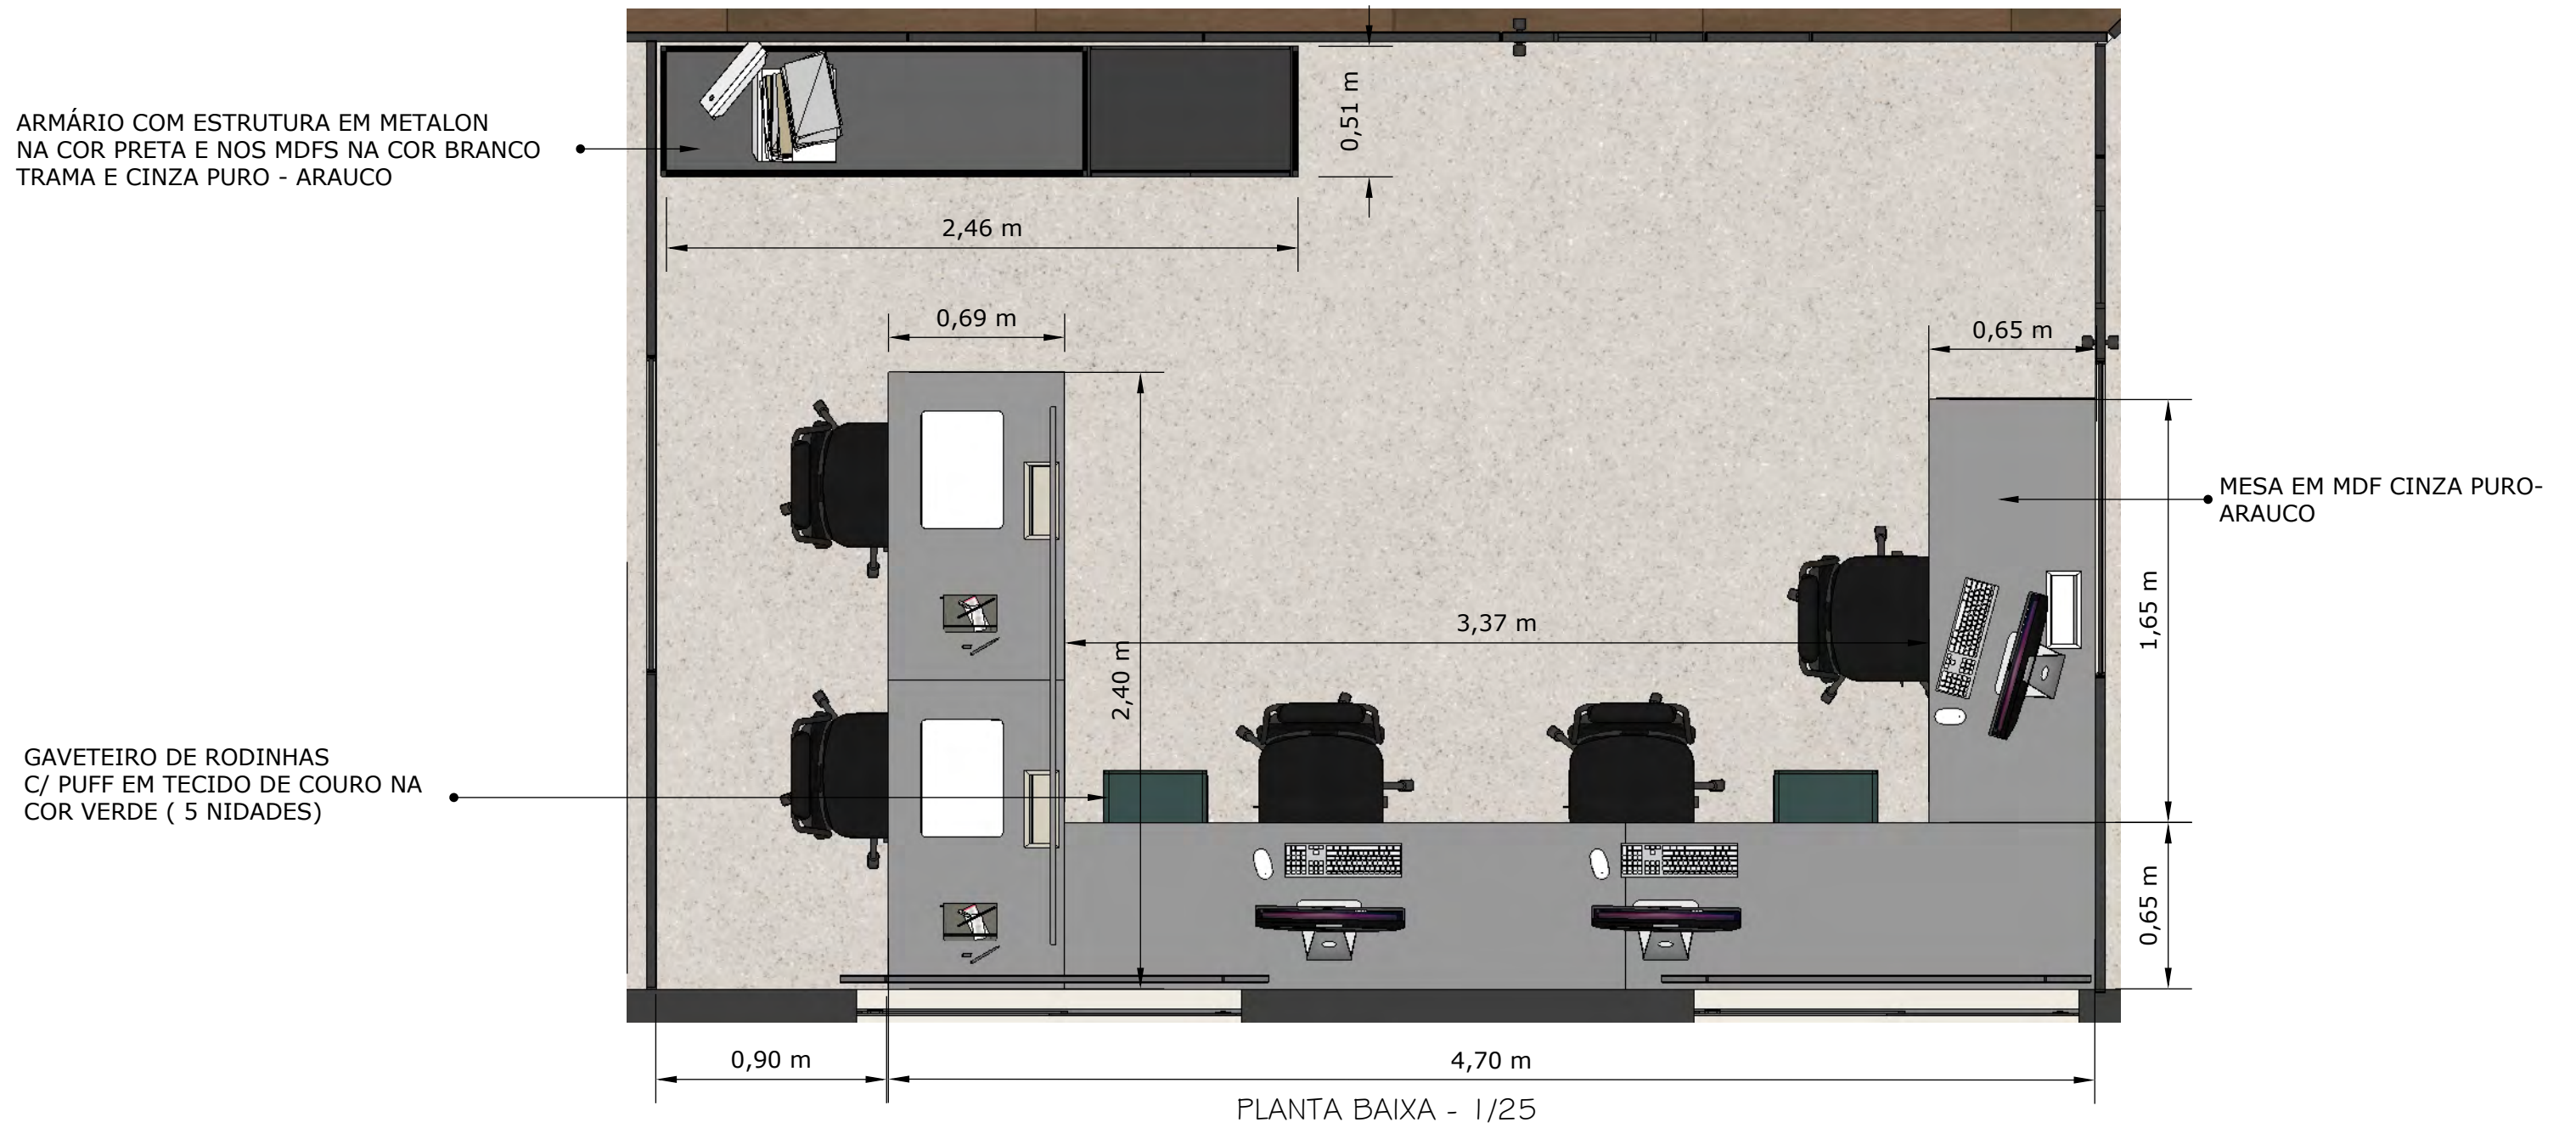 ARMÁRIO COM ESTRUTURA EM METALON
NA COR PRETA E NOS MDFS NA COR BRANCO
TRAMA E CINZA PURO - ARAUCO
0,51 m
2,46 m
0,69 m
0,65 m
MESA EM MDF CINZA PURO-
ARAUCO
1,65 m
3,37 m
2,40 m
GAVETEIRO DE RODINHAS
C/ PUFF EM TECIDO DE COURO NA
COR VERDE ( 5 NIDADES)
0,65 m
0,90 m
4,70 m
PLANTA BAIXA - 1/25